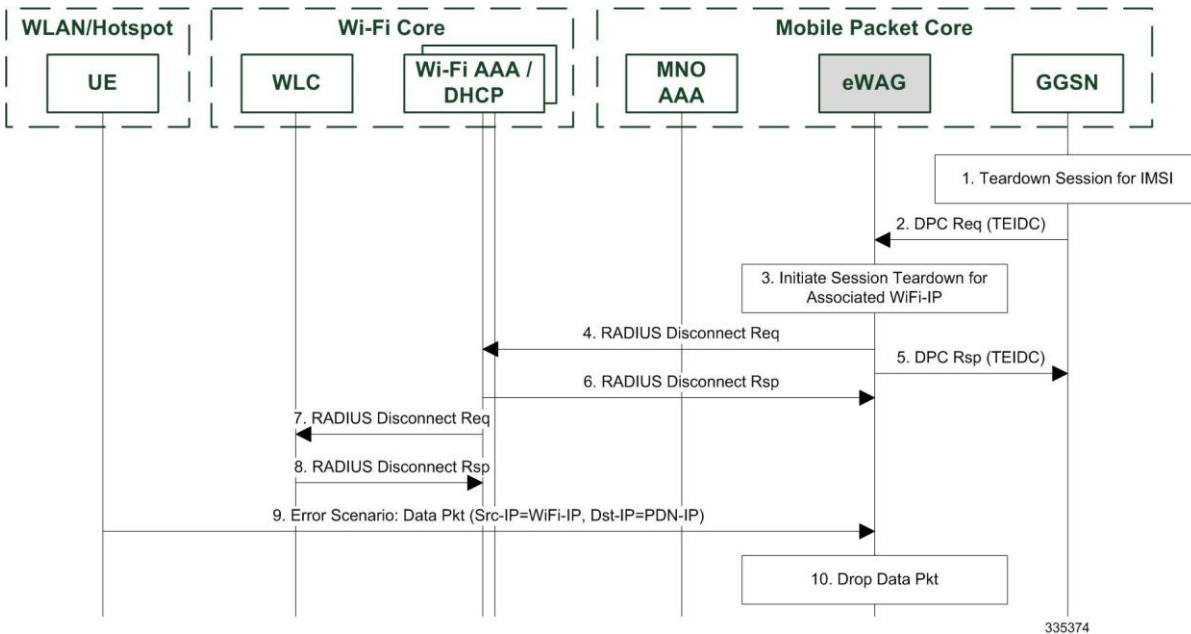 WLAN/Hotspot
Wi-Fi Core
Mobile Packet Core
UE
WLC
Wi-Fi AAA /
DHCP
MNO
AAA
eWAG
GGSN
1. Teardown Session for IMSI
2. DPC Req (TEIDC)
3. Initiate Session Teardown for
Associated WiFi-IP
4. RADIUS Disconnect Req
5. DPC Rsp (TEIDC)
6. RADIUS Disconnect Rsp
7. RADIUS Disconnect Req
8. RADIUS Disconnect Rsp
9. Error Scenario: Data Pkt (Src-IP=WiFi-IP, Dst-IP=PDN-IP)
10. Drop Data Pkt
335374